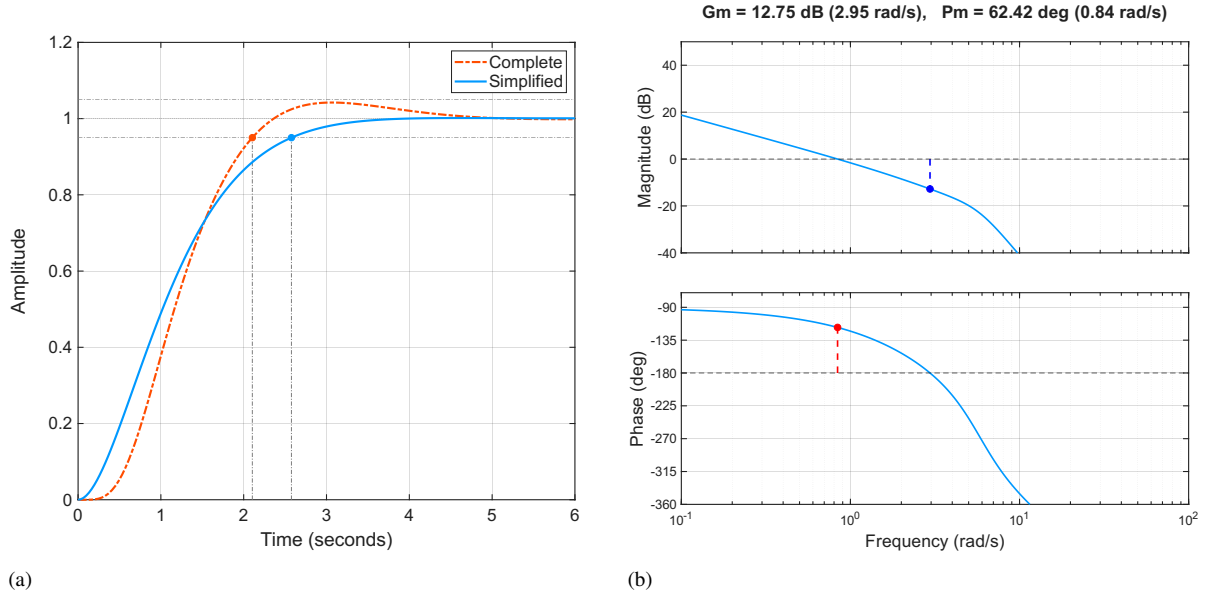 Gm = 12.75 dB (2.95 rad/s),   Pm = 62.42 deg (0.84 rad/s)
1.2
1
0.8
0.6
0.4
0.2
0
Amplitude
Complete
Simplified
0 1 2 3 4 5 6
Time (seconds)
(a)
40
20
0
-20
-40
Magnitude (dB)
-90
-135
-180
-225
-270
-315
-360
Phase (deg)
10^-1 10^0 10^1 10^2
Frequency (rad/s)
(b)